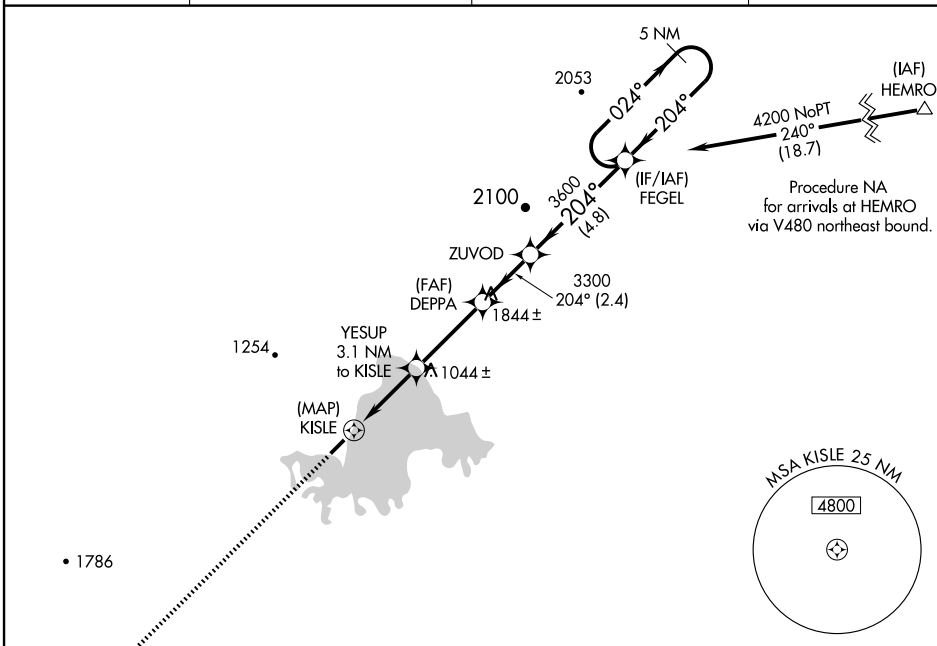 5 NM
2053
(IAF)
HEMRO
024°
204°
4200 NoPT
240°
(18.7)
(IF/IAF)
FEGEL
Procedure NA
for arrivals at HEMRO
via V480 northeast bound.
2100
3600
204°
(4.8)
ZUVOD
(FAF)
DEPPA
3300
204° (2.4)
1844 ±
YESUP
3.1 NM
to KISLE
1254
1044 ±
(MAP)
KISLE
MSA KISLE 25 NM
4800
1786